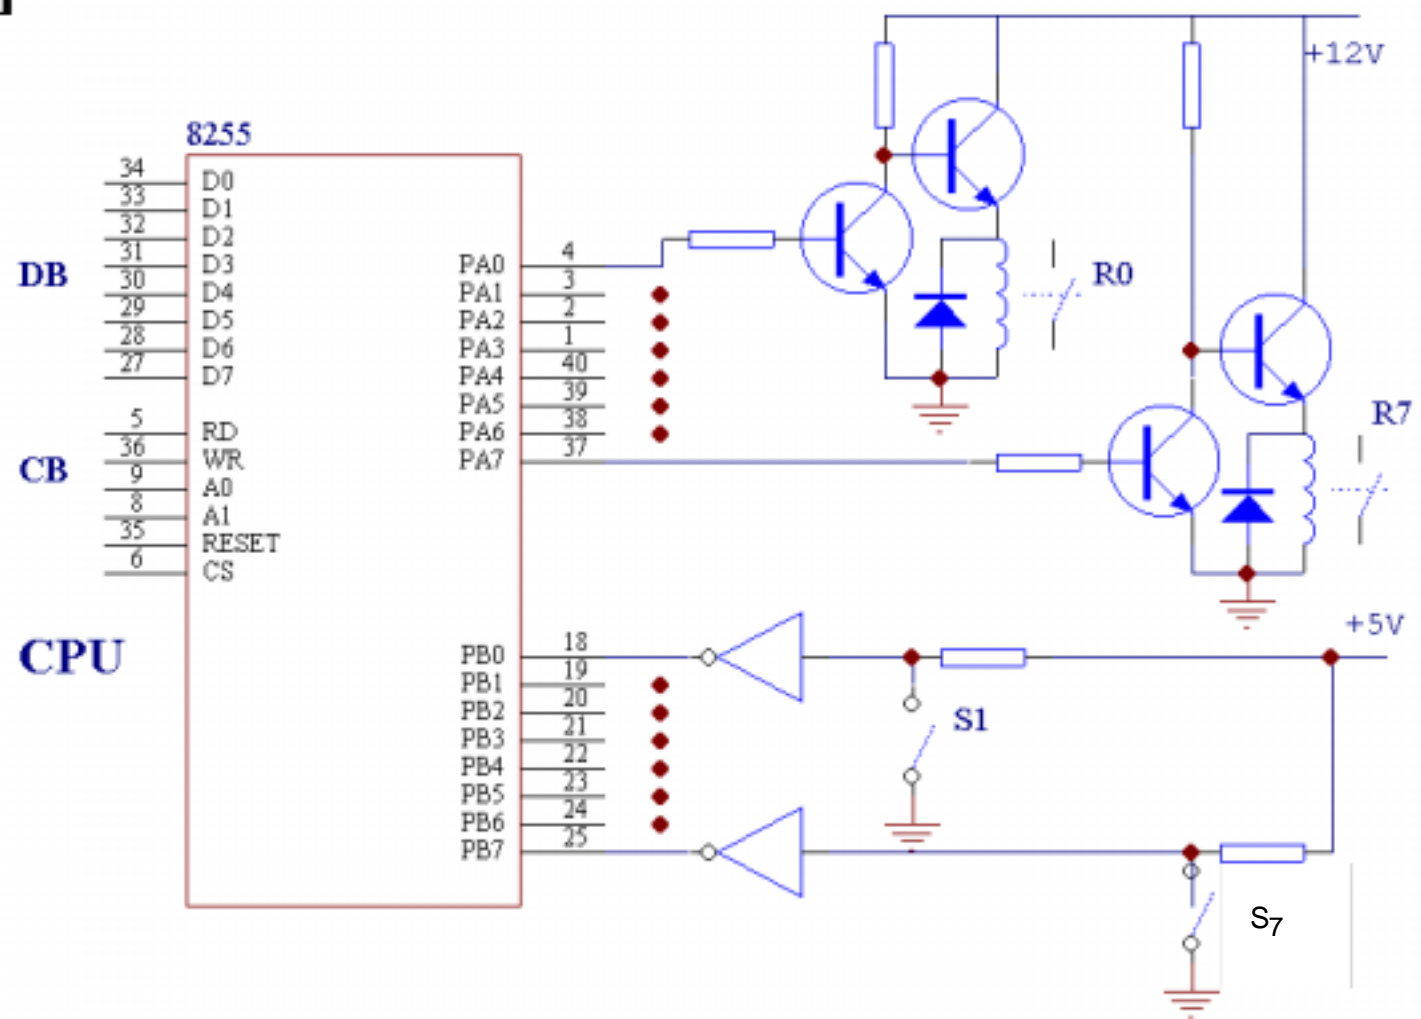 8255
34 D0
33 D1
32 D2
31 D3
30 D4
29 D5
28 D6
27 D7
DB
5 RD
36 WR
9 A0
8 A1
35 RESET
6 CS
CB
CPU
PA0 4
PA1 3
PA2 2
PA3 1
PA4 40
PA5 39
PA6 38
PA7 37
PB0 18
PB1 19
PB2 20
PB3 21
PB4 22
PB5 23
PB6 24
PB7 25
+12V
R0
R7
+5V
S1
S7